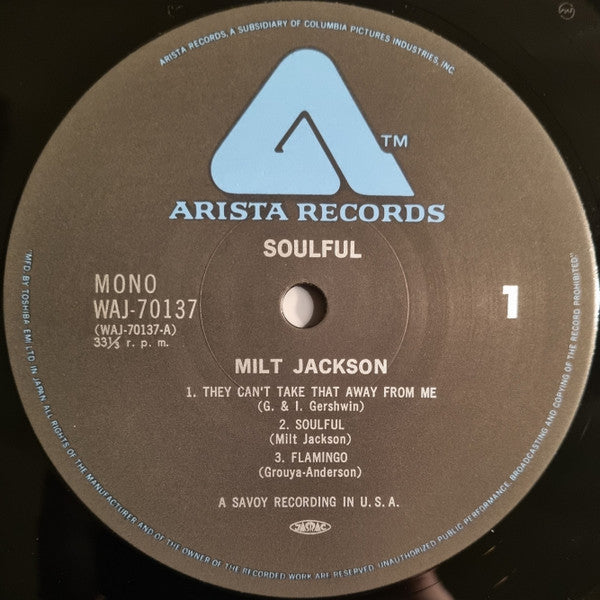 ARISTA RECORDS, A SUBSIDIARY OF COLUMBIA PICTURES INDUSTRIES, INC.
TM
ARISTA RECORDS
SOULFUL
MONO
WAJ-70137
(WAJ-70137-A)
33⅓ r. p. m.
1
MILT JACKSON
1. THEY CAN'T TAKE THAT AWAY FROM ME
(G. & I. Gershwin)
2. SOULFUL
(Milt Jackson)
3. FLAMINGO
(Grouya-Anderson)
A SAVOY RECORDING IN U.S.A.
JASRAC
"MFD. BY TOSHIBA EMI LTD. IN JAPAN. ALL RIGHTS OF THE MANUFACTURER AND OF THE OWNER OF THE RECORDED WORK ARE RESERVED. UNAUTHORIZED PUBLIC PERFORMANCE, BROADCASTING AND COPYING OF THE RECORD PROHIBITED."